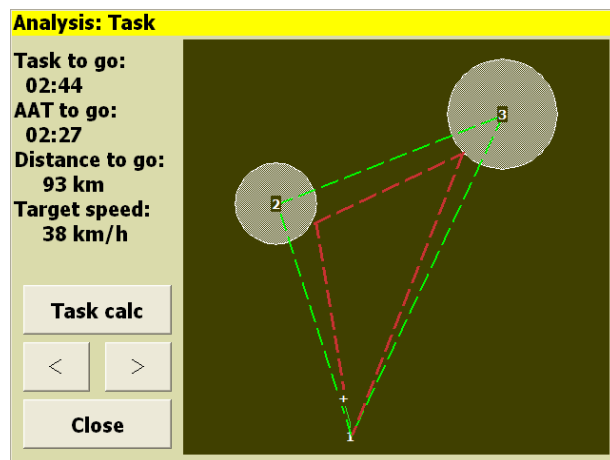 Analysis: Task
Task to go:
02:44
AAT to go:
02:27
Distance to go:
93 km
Target speed:
38 km/h
Task calc
< >
Close
3
2
+
1